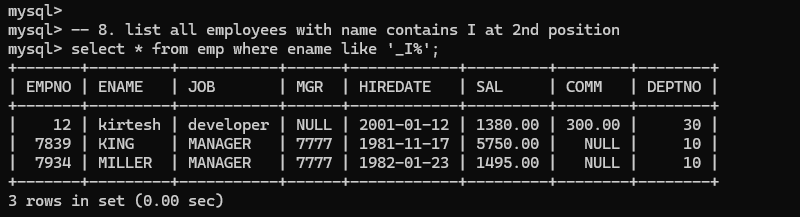 mysql>
mysql> -- 8. list all employees with name contains I at 2nd position
mysql> select * from emp where ename like '_I%';
+-------+---------+-----------+------+------------+---------+--------+--------+
| EMPNO | ENAME   | JOB       | MGR  | HIREDATE   | SAL     | COMM   | DEPTNO |
+-------+---------+-----------+------+------------+---------+--------+--------+
|    12 | kirtesh | developer | NULL | 2001-01-12 | 1380.00 | 300.00 |     30 |
|  7839 | KING    | MANAGER   | 7777 | 1981-11-17 | 5750.00 |   NULL |     10 |
|  7934 | MILLER  | MANAGER   | 7777 | 1982-01-23 | 1495.00 |   NULL |     10 |
+-------+---------+-----------+------+------------+---------+--------+--------+
3 rows in set (0.00 sec)